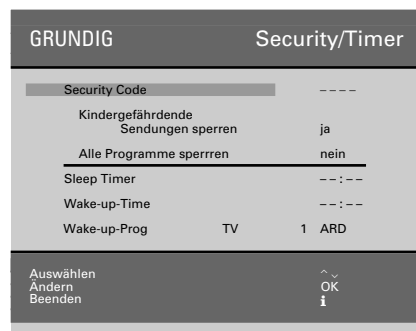 GRUNDIG Security/Timer
Security Code – – – –
Kindergefährdende
Sendungen sperren ja
Alle Programme sperrren nein
Sleep Timer – – : – –
Wake-up-Time – – : – –
Wake-up-Prog TV 1 ARD
Auswählen
Ändern OK
Beenden i